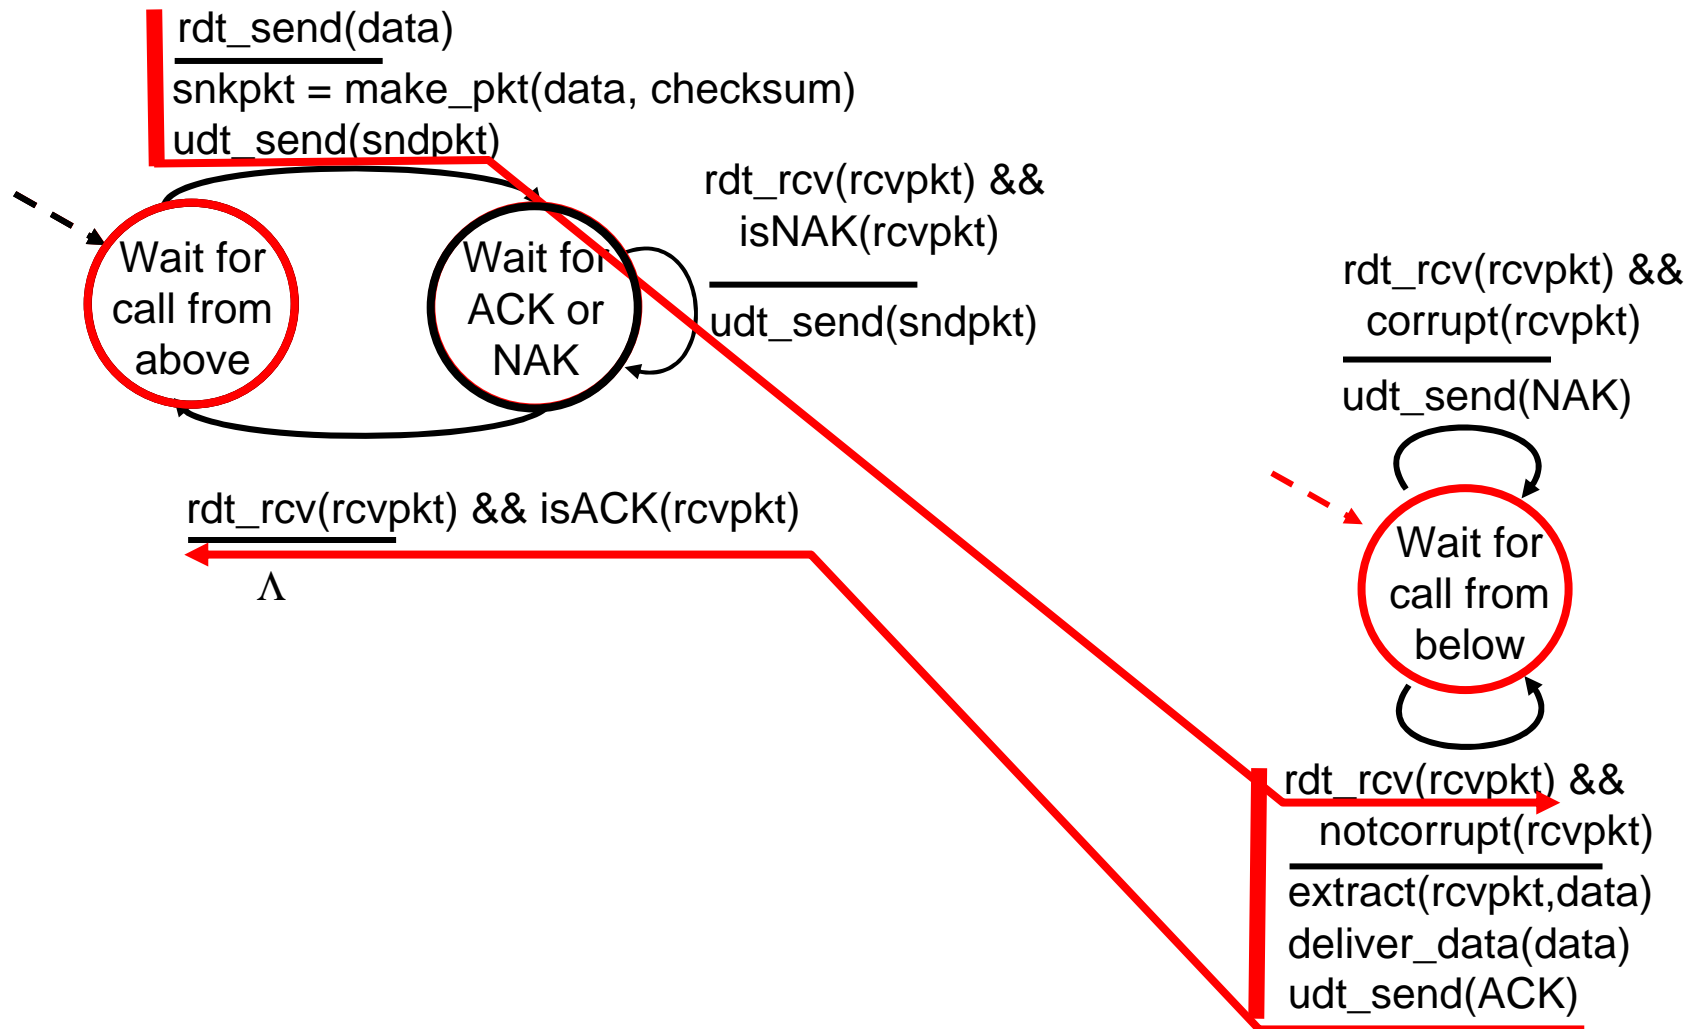 rdt_send(data)
snkpkt = make_pkt(data, checksum)
udt_send(sndpkt)
Wait for
call from
above
Wait for
ACK or
NAK
rdt_rcv(rcvpkt) &&
isNAK(rcvpkt)
udt_send(sndpkt)
rdt_rcv(rcvpkt) && isACK(rcvpkt)
Λ
rdt_rcv(rcvpkt) &&
corrupt(rcvpkt)
udt_send(NAK)
Wait for
call from
below
rdt_rcv(rcvpkt) &&
notcorrupt(rcvpkt)
extract(rcvpkt,data)
deliver_data(data)
udt_send(ACK)